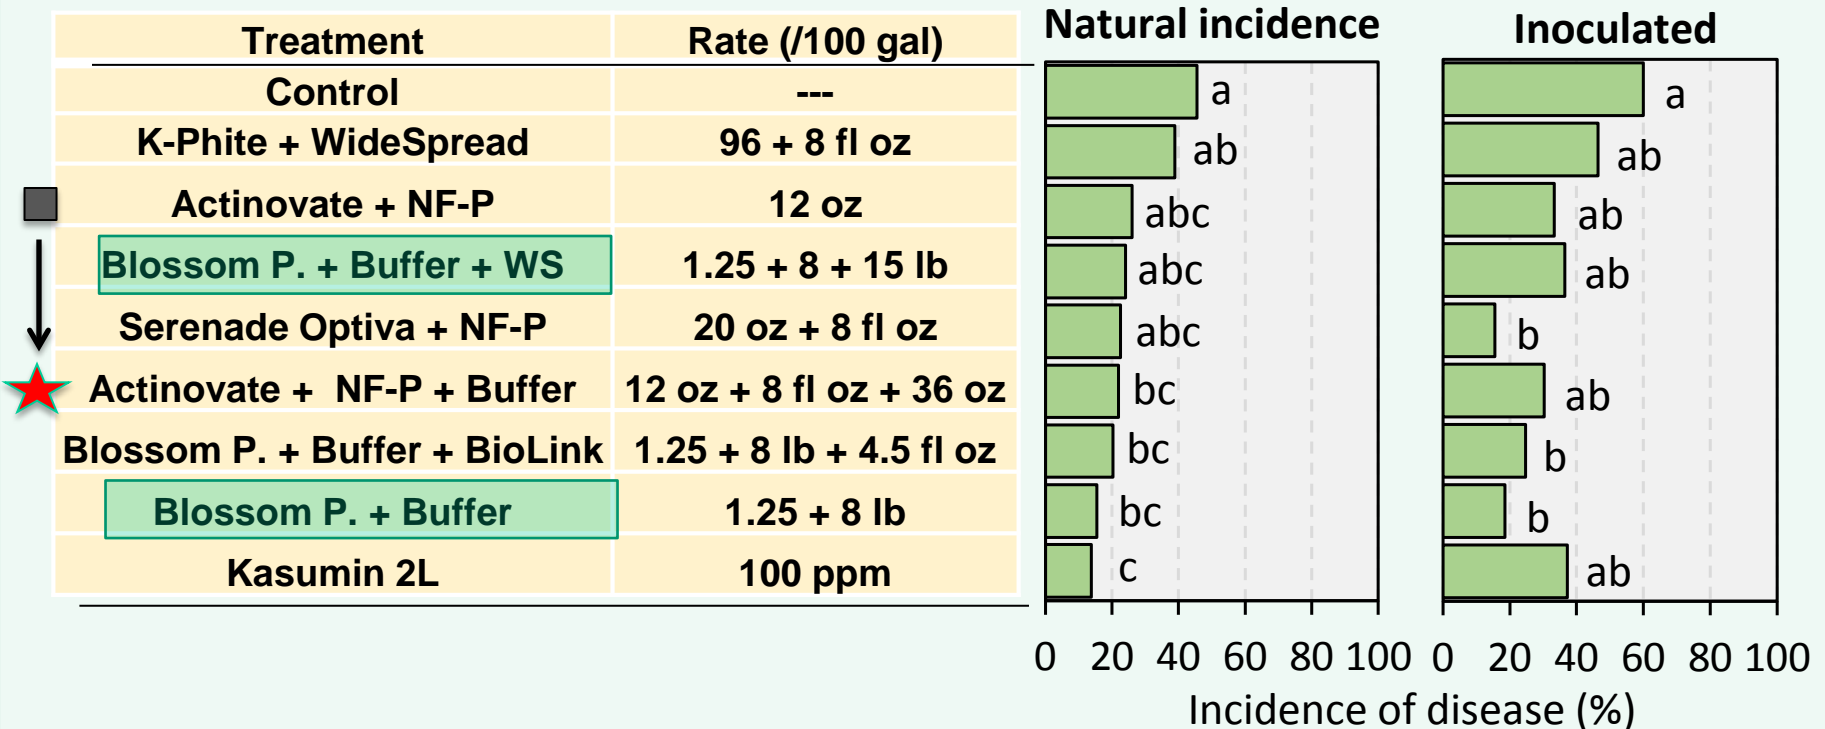 Treatment Rate (/100 gal) Natural incidence Inoculated
Control --- a a
K-Phite + WideSpread 96 + 8 fl oz ab ab
Actinovate + NF-P 12 oz abc ab
Blossom P. + Buffer + WS 1.25 + 8 + 15 lb abc ab
Serenade Optiva + NF-P 20 oz + 8 fl oz abc b
Actinovate + NF-P + Buffer 12 oz + 8 fl oz + 36 oz bc ab
Blossom P. + Buffer + BioLink 1.25 + 8 lb + 4.5 fl oz bc b
Blossom P. + Buffer 1.25 + 8 lb bc b
Kasumin 2L 100 ppm c ab
0 20 40 60 80 100 0 20 40 60 80 100
Incidence of disease (%)